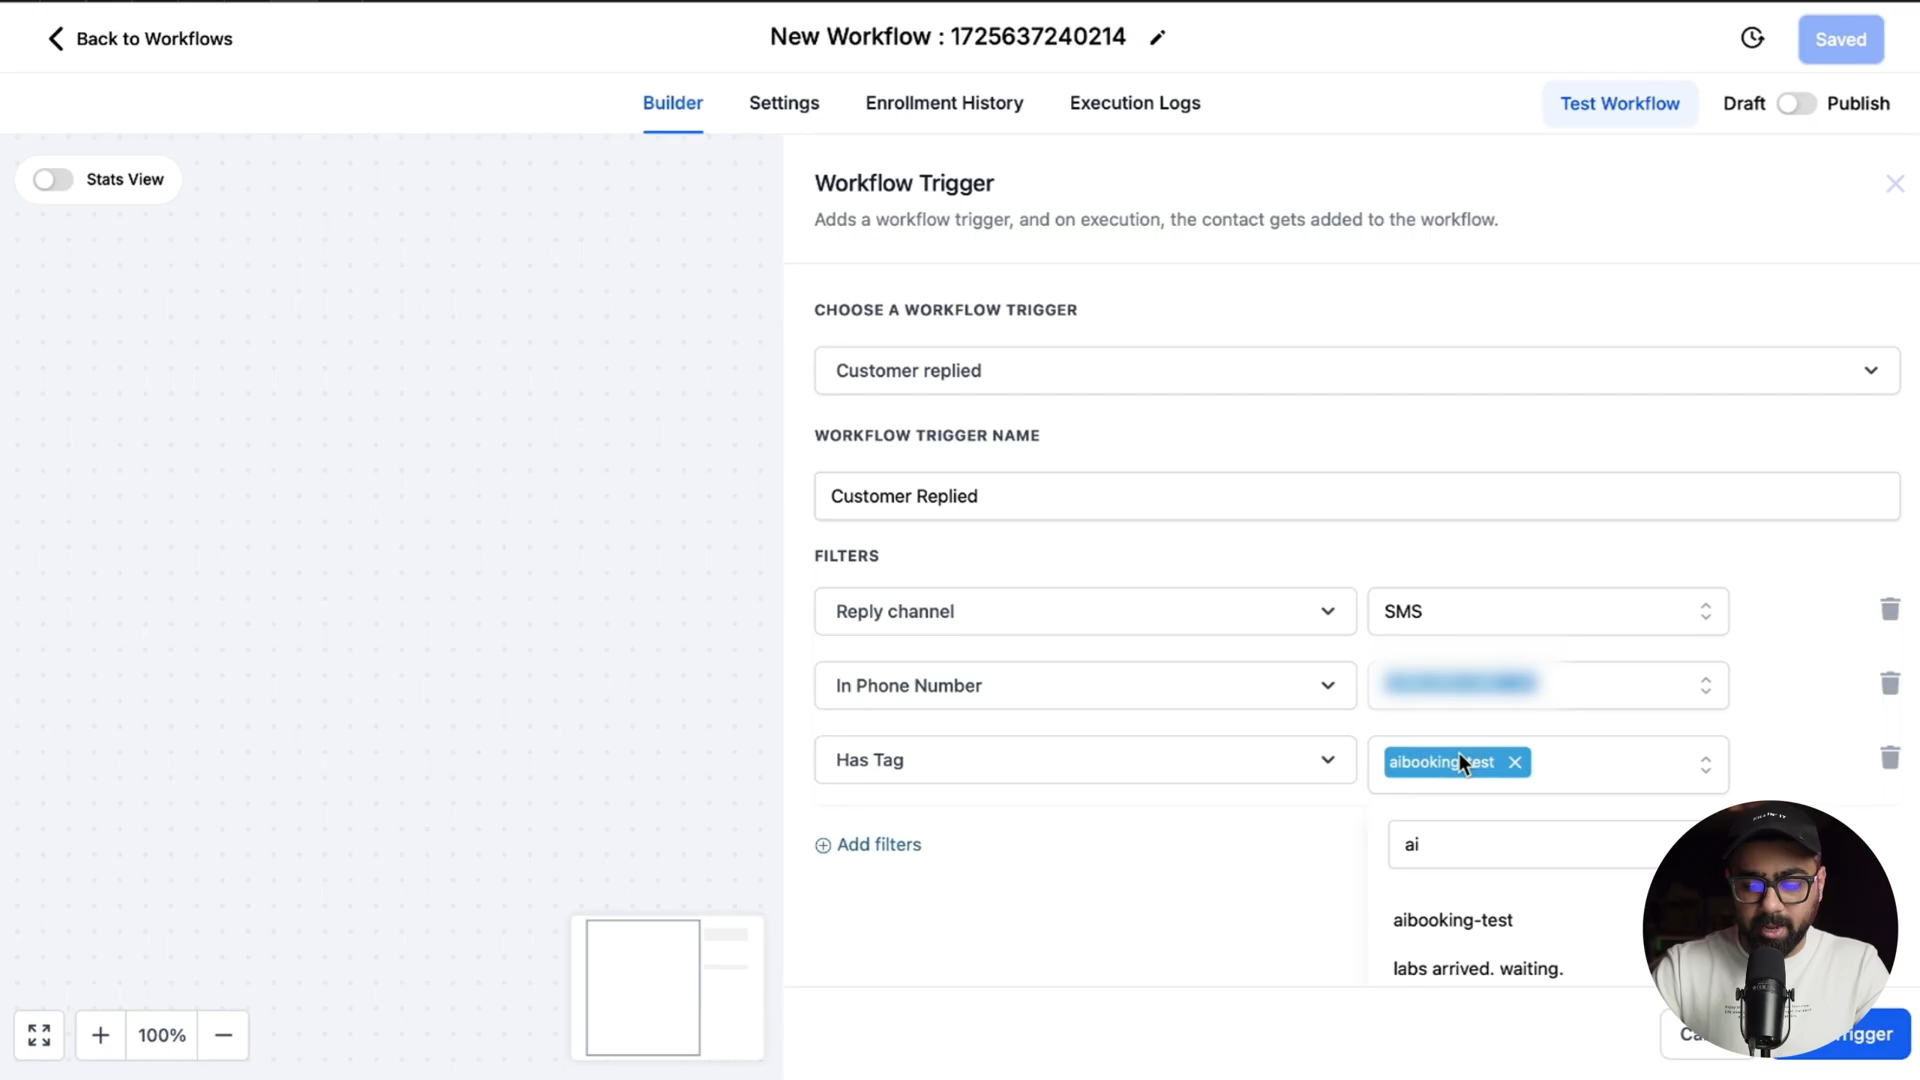 Back to Workflows
New Workflow : 1725637240214
Saved
Builder
Settings
Enrollment History
Execution Logs
Test Workflow
Draft
Publish
Stats View
Workflow Trigger
Adds a workflow trigger, and on execution, the contact gets added to the workflow.
CHOOSE A WORKFLOW TRIGGER
Customer replied
WORKFLOW TRIGGER NAME
Customer Replied
FILTERS
Reply channel
SMS
In Phone Number
Has Tag
aibooking-test
Add filters
ai
aibooking-test
labs arrived. waiting.
100%